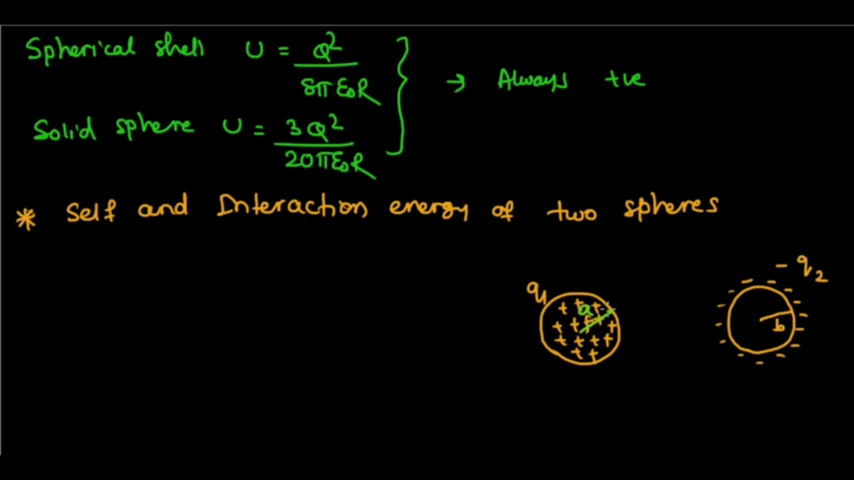 Spherical shell U = Q²/8πε₀R
→ Always +ve
Solid sphere U = 3Q²/20πε₀R
* Self and Interaction energy of two spheres
q₁
a
- q₂
b